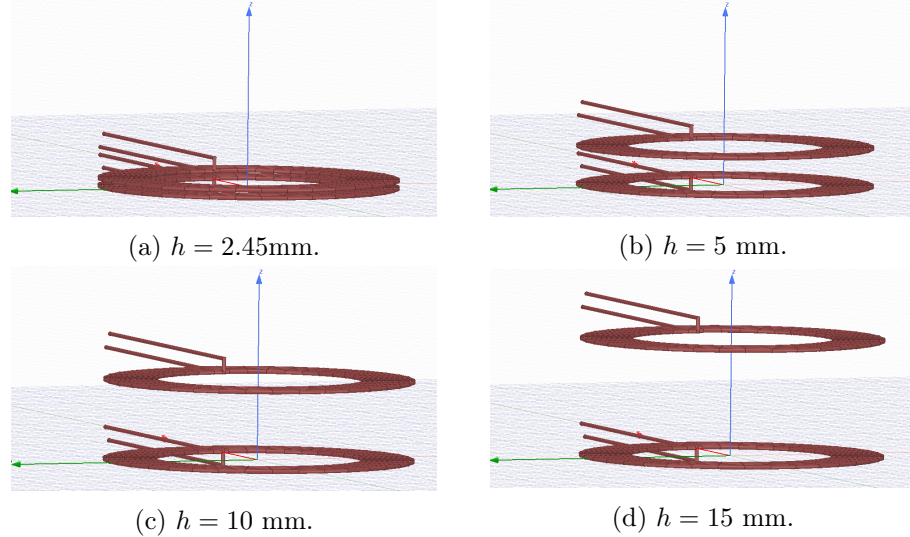 z
z
(a) h = 2.45mm.
(b) h = 5 mm.
z
z
(c) h = 10 mm.
(d) h = 15 mm.